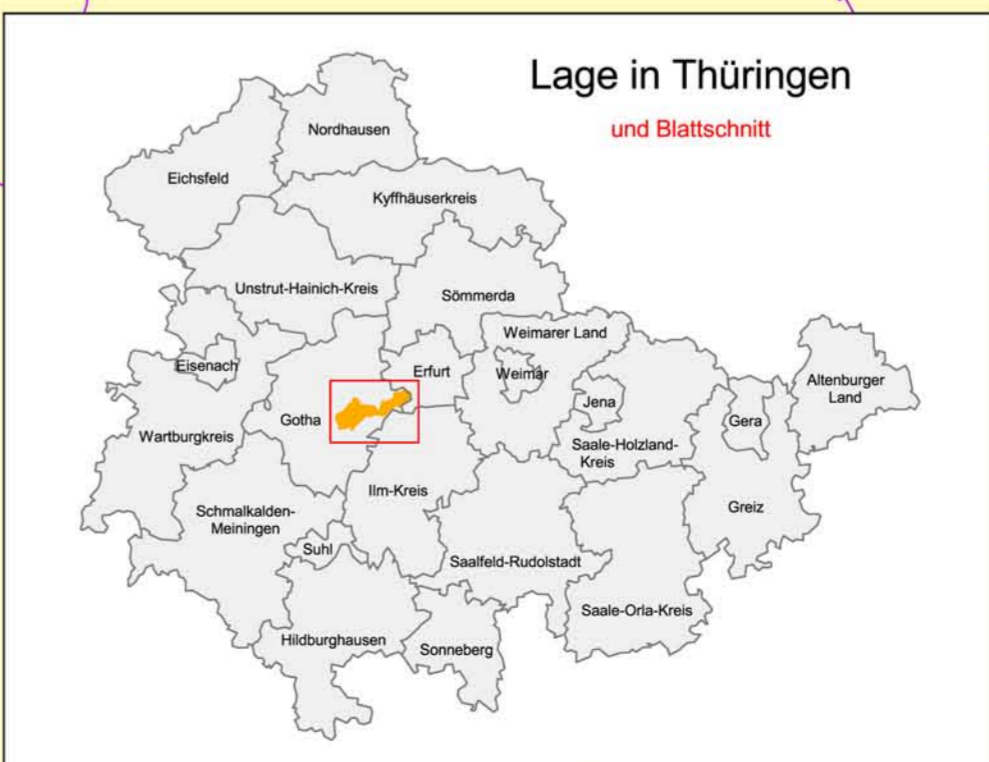 Lage in Thüringen
und Blattschnitt
Nordhausen
Eichsfeld
Kyffhäuserkreis
Unstrut-Hainich-Kreis
Sömmerda
Weimarer Land
Eisenach
Erfurt
Weimar
Altenburger
Land
Jena
Gotha
Gera
Wartburgkreis
Saale-Holzland-
Kreis
Ilm-Kreis
Schmalkalden-
Meiningen
Greiz
Suhl
Saalfeld-Rudolstadt
Saale-Orla-Kreis
Hildburghausen
Sonneberg